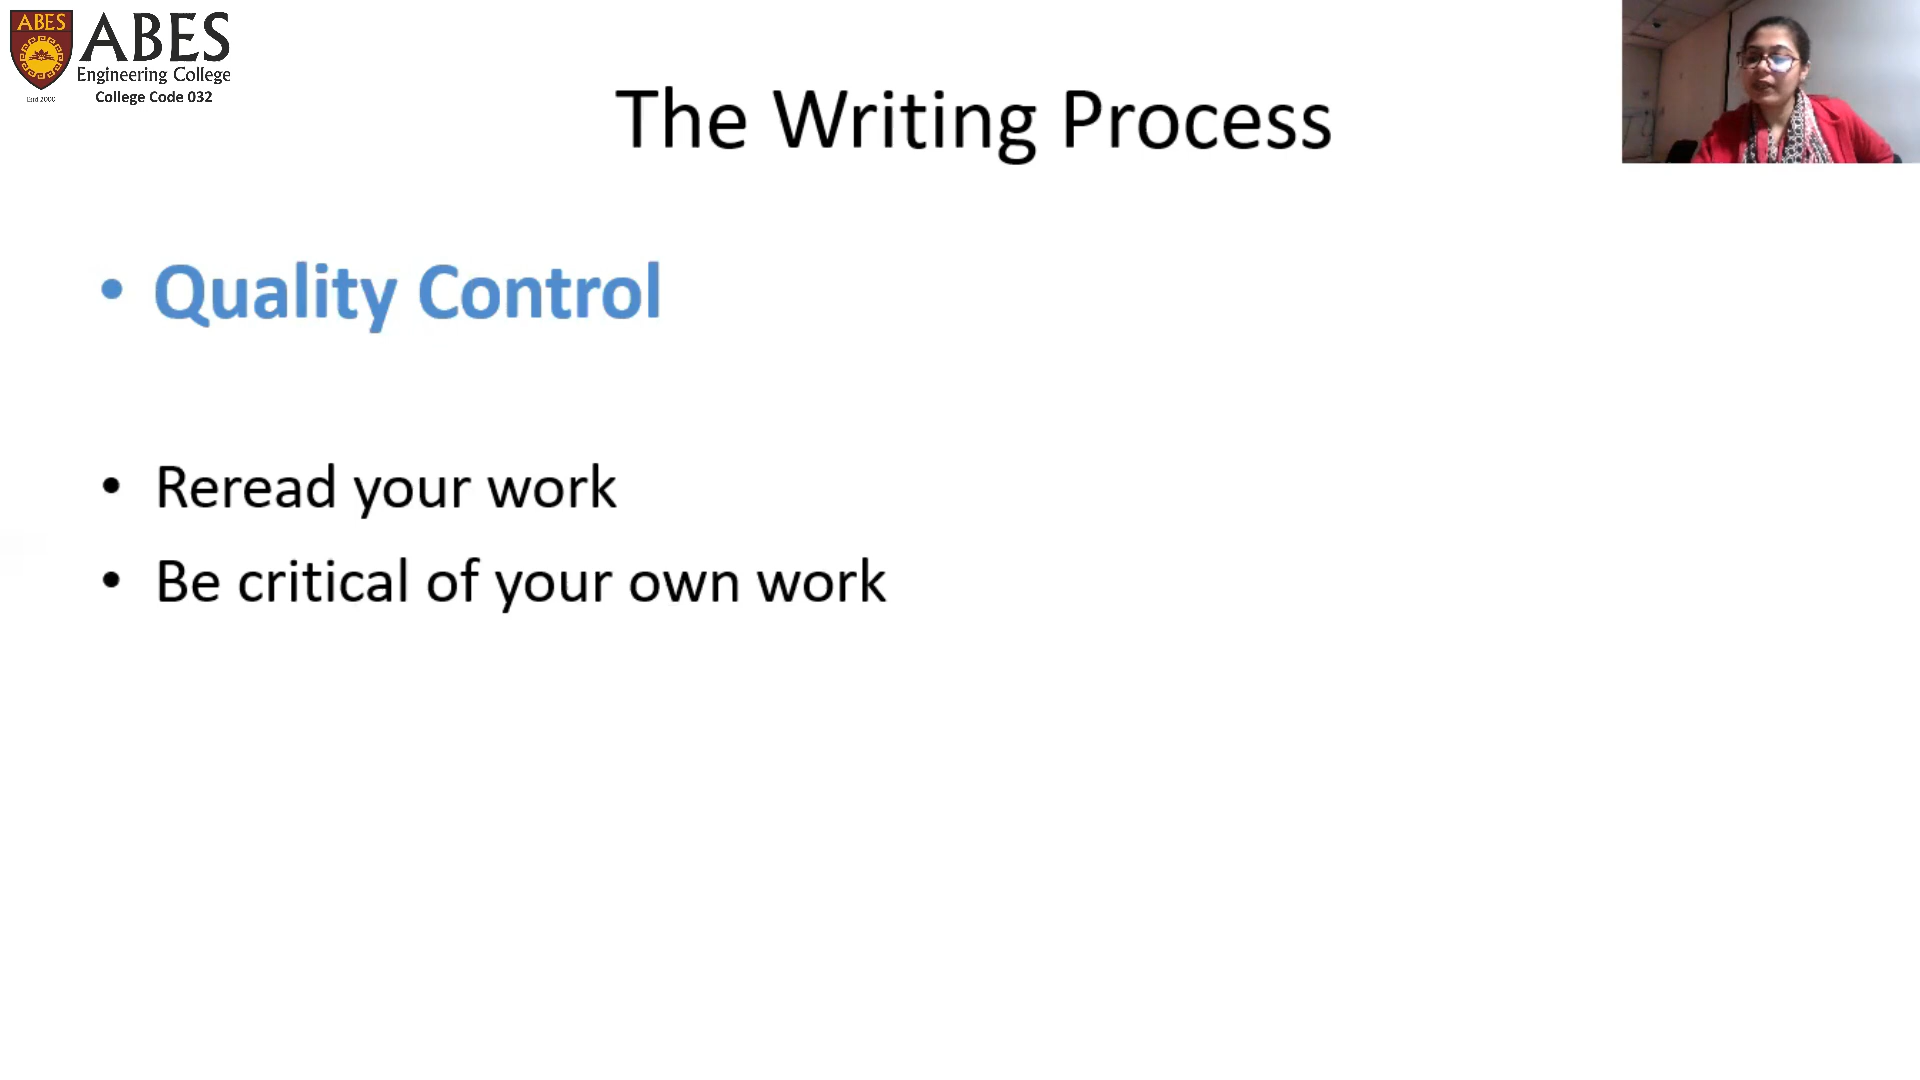 ABES
ABES
Engineering College
College Code 032
The Writing Process
• Quality Control
• Reread your work
• Be critical of your own work